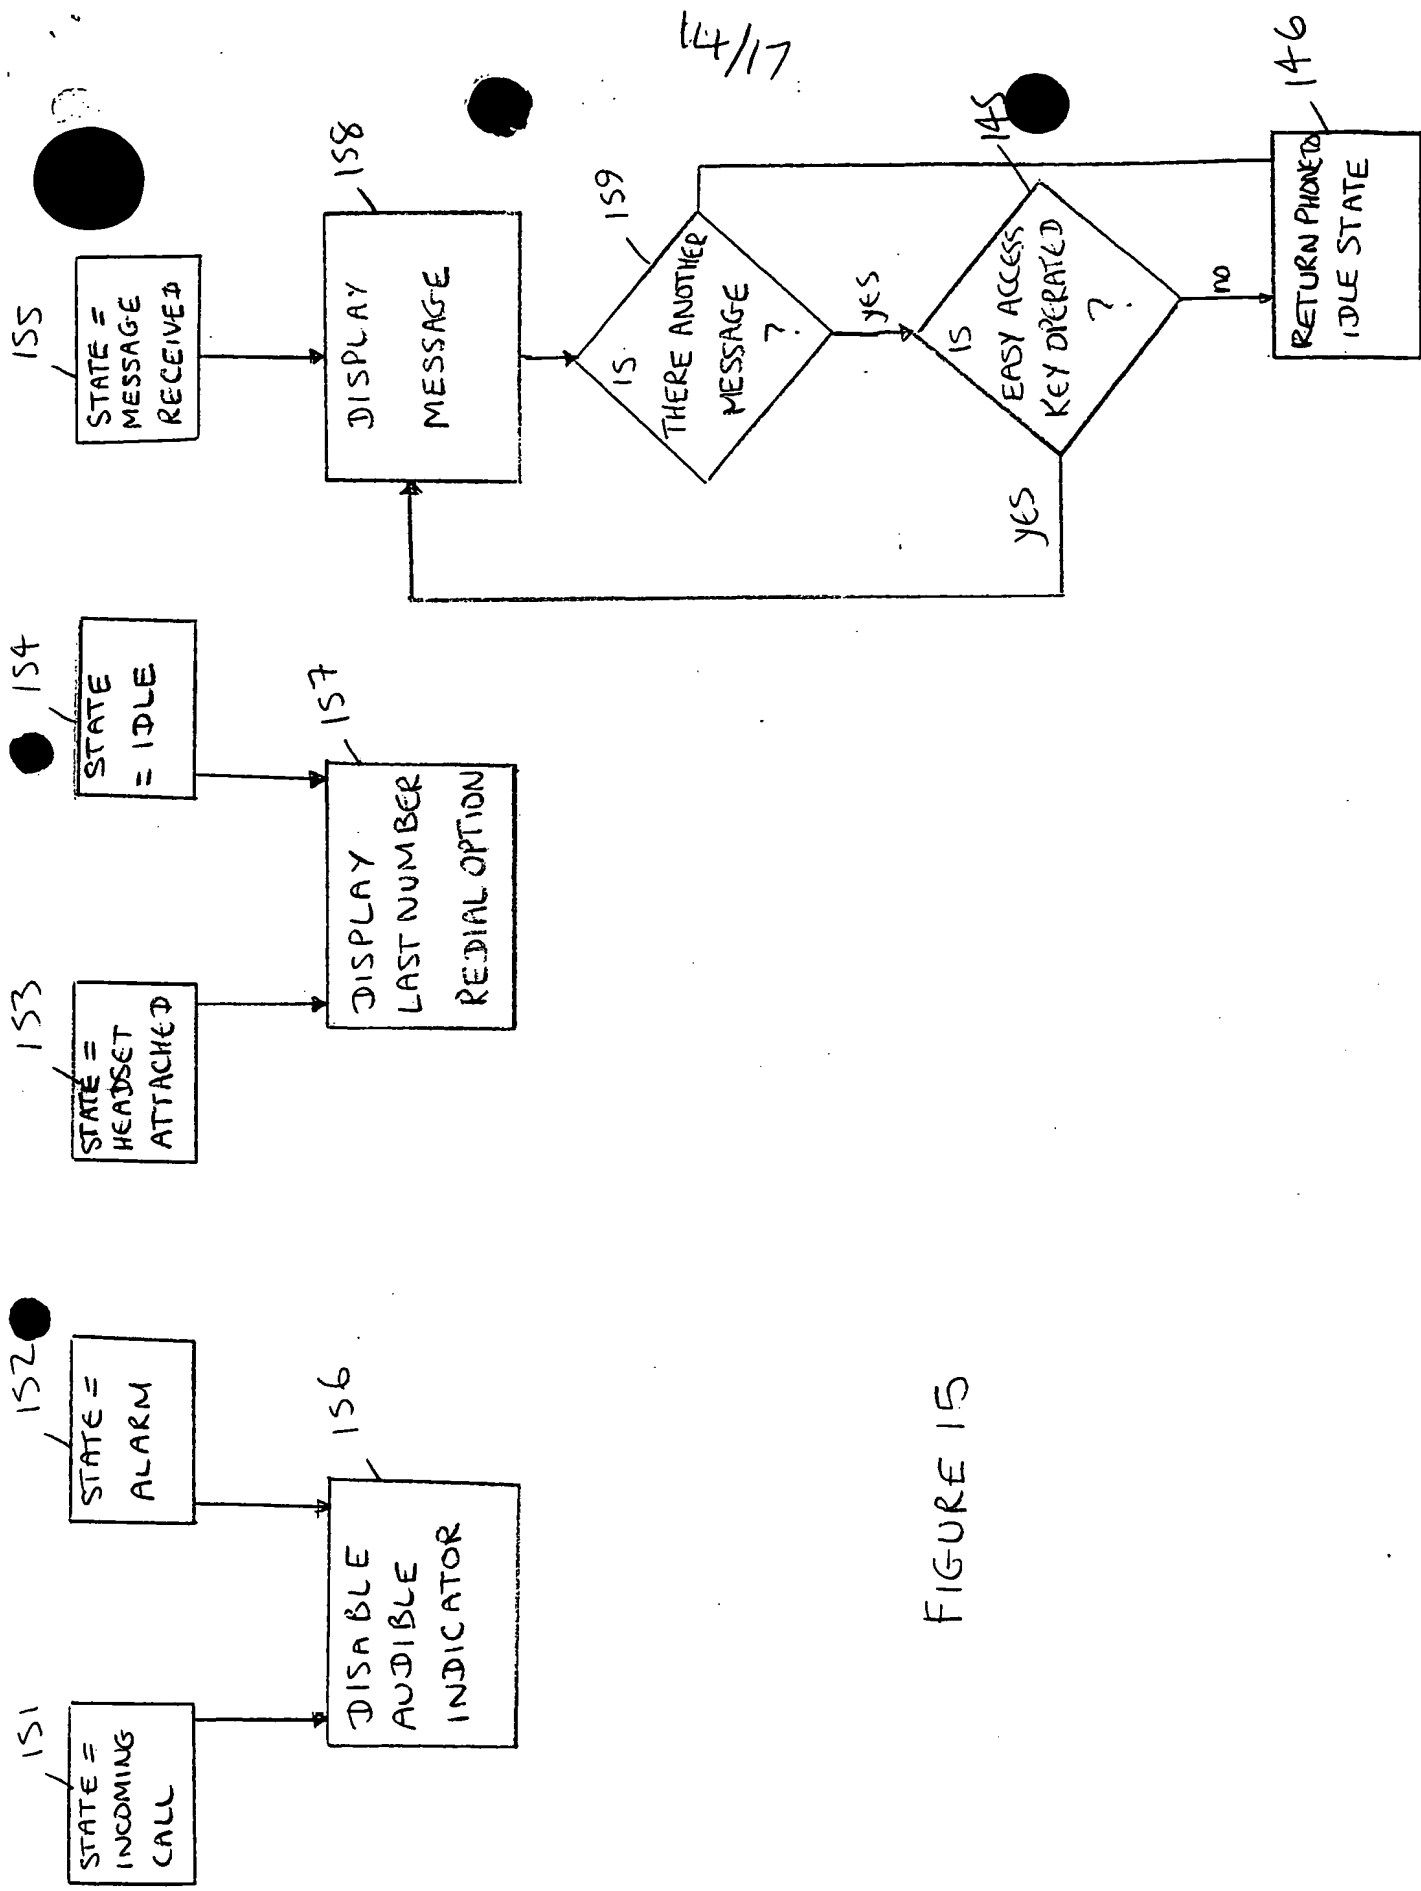 14/17
151
STATE =
INCOMING
CALL
152
STATE =
ALARM
153
STATE =
HEADSET
ATTACHED
154
STATE
= IDLE
155
STATE =
MESSAGE
RECEIVED
156
DISABLE
AUDIBLE
INDICATOR
157
DISPLAY
LAST NUMBER
REDIAL OPTION
158
DISPLAY
MESSAGE
159
IS
THERE ANOTHER
MESSAGE
?
yes
145
IS
EASY ACCESS
KEY OPERATED
?
YES
no
146
RETURN PHONE TO
IDLE STATE
FIGURE 15